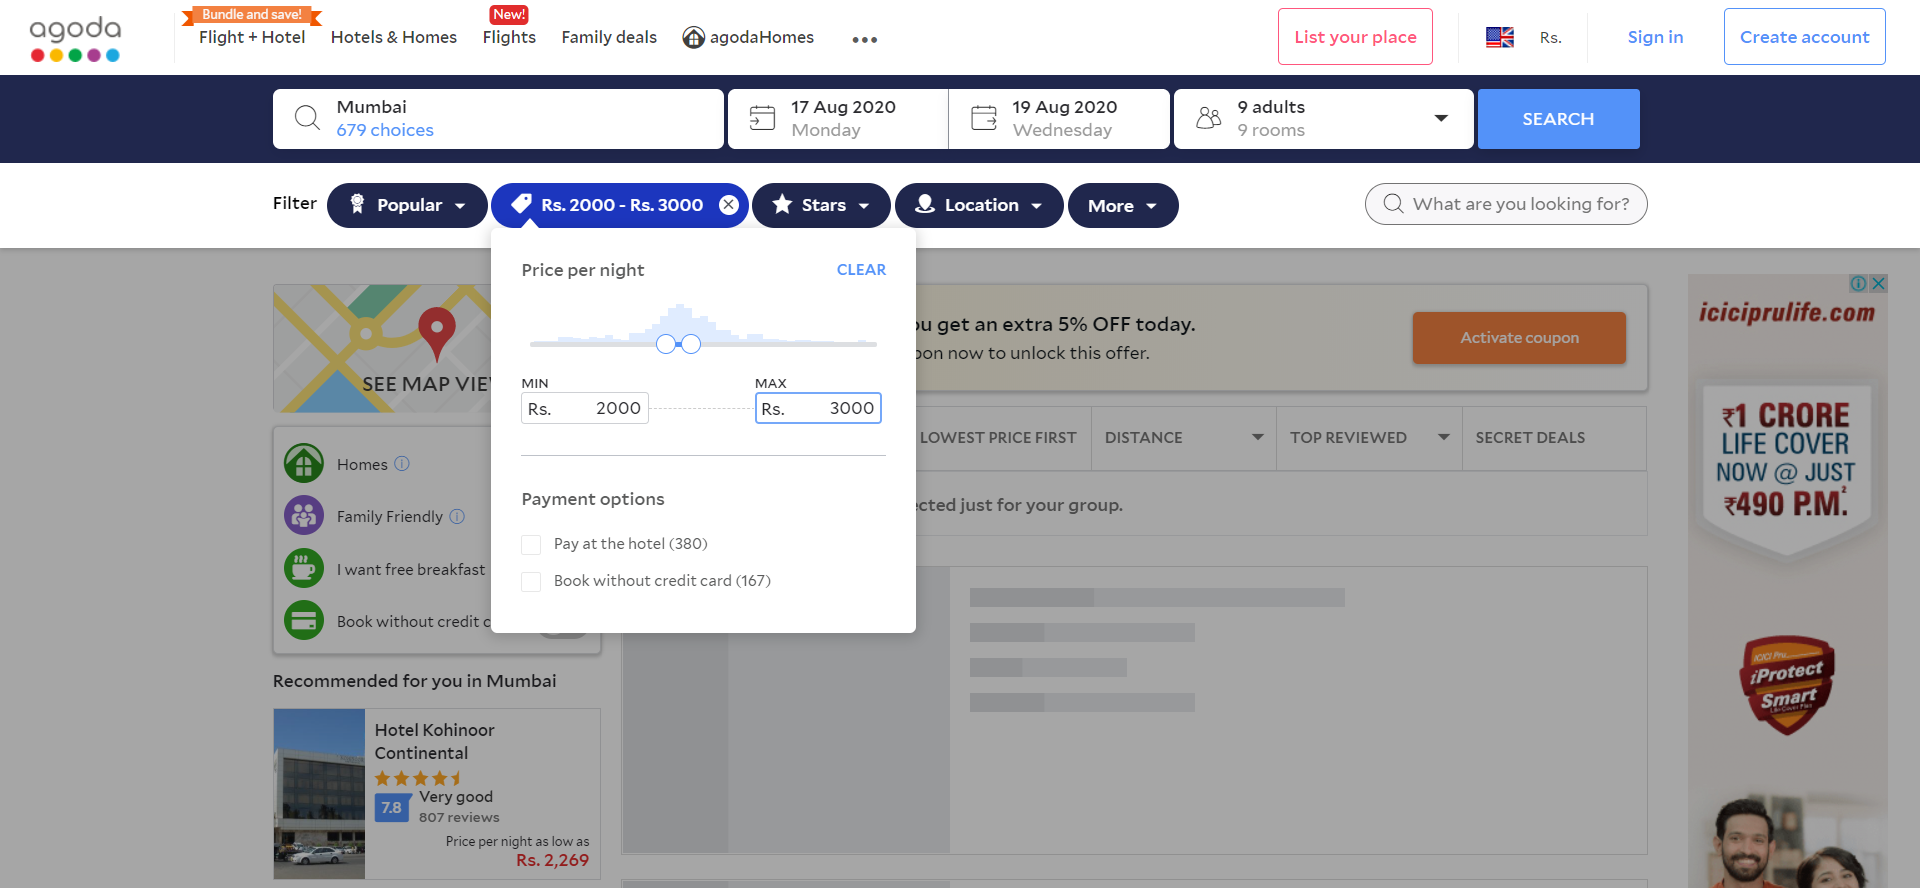 agoda
Bundle and save!
Flight + Hotel
Hotels & Homes
New!
Flights
Family deals
agodaHomes
List your place
Rs.
Sign in
Create account
Mumbai
679 choices
17 Aug 2020
Monday
19 Aug 2020
Wednesday
9 adults
9 rooms
SEARCH
Filter
Popular
Rs. 2000 - Rs. 3000
Stars
Location
More
What are you looking for?
Price per night
CLEAR
MIN
MAX
Rs. 2000
Rs. 3000
Payment options
Pay at the hotel (380)
Book without credit card (167)
SEE MAP VIE
Homes
Family Friendly
I want free breakfast
Book without credit c
Recommended for you in Mumbai
Hotel Kohinoor
Continental
7.8
Very good
807 reviews
Price per night as low as
Rs. 2,269
ou get an extra 5% OFF today.
pon now to unlock this offer.
Activate coupon
LOWEST PRICE FIRST
DISTANCE
TOP REVIEWED
SECRET DEALS
cted just for your group.
iciciprulife.com
₹1 CRORE
LIFE COVER
NOW @ JUST
₹490 P.M.²
ICICI Pru
iProtect
Smart